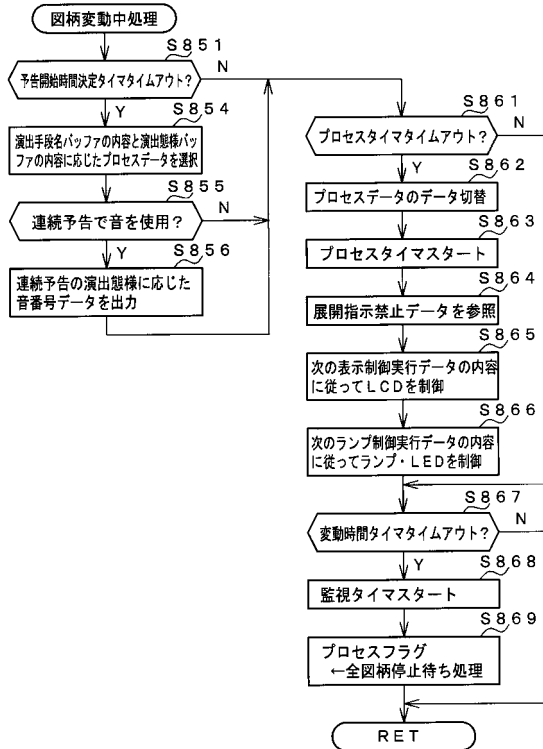 図柄変動中処理
S851
予告開始時間決定タイマタイムアウト?
N
Y
S854
演出手段名バッファの内容と演出態様バッ
ファの内容に応じたプロセスデータを選択
S855
連続予告で音を使用?
N
Y
S856
連続予告の演出態様に応じた
音番号データを出力
S861
プロセスタイマタイムアウト?
N
Y
S862
プロセスデータのデータ切替
S863
プロセスタイマスタート
S864
展開指示禁止データを参照
S865
次の表示制御実行データの内容
に従ってLCDを制御
S866
次のランプ制御実行データの内容
に従ってランプ・LEDを制御
S867
変動時間タイマタイムアウト?
N
Y
S868
監視タイマスタート
S869
プロセスフラグ
←全図柄停止待ち処理
RET